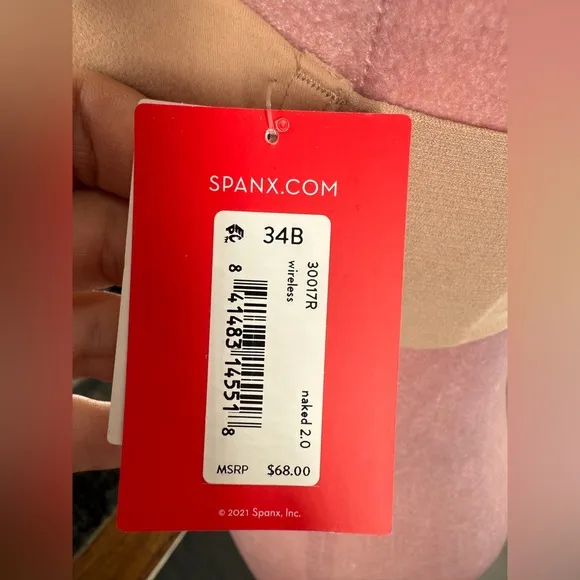 SPANX.COM
34B
30017R
wireless
naked 2.0
8 41483 14551 8
MSRP $68.00
© 2021 Spanx, Inc.